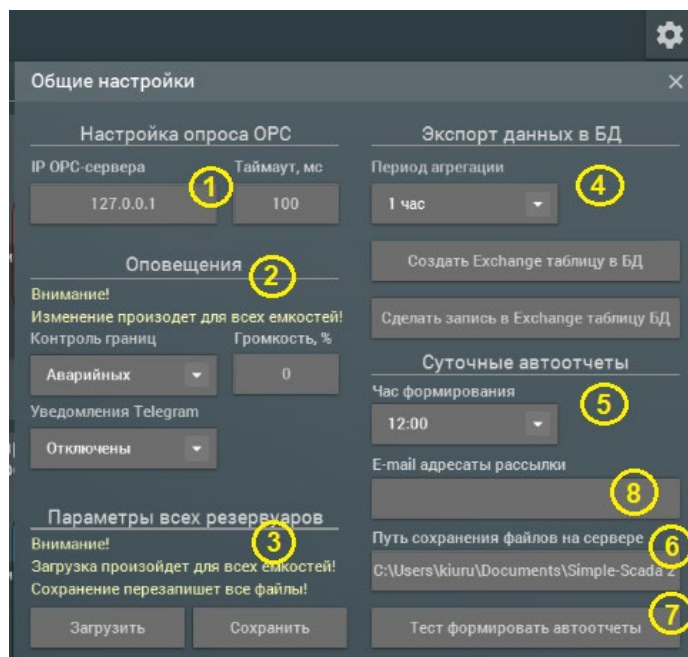 Общие настройки
Настройка опроса OPC
IP OPC-сервера
Таймаут, мс
127.0.0.1
1
100
Оповещения
2
Внимание!
Изменение произодет для всех емкостей!
Контроль границ
Громкость, %
Аварийных
0
Уведомления Telegram
Отключены
Параметры всех резервуаров
3
Внимание!
Загрузка произойдет для всех емкостей!
Сохранение перезапишет все файлы!
Загрузить
Сохранить
Экспорт данных в БД
Период агрегации
4
1 час
Создать Exchange таблицу в БД
Сделать запись в Exchange таблицу БД
Суточные автоотчеты
Час формирования
5
12:00
E-mail адресаты рассылки
8
Путь сохранения файлов на сервере
6
C:\Users\kiuru\Documents\Simple-Scada 2
7
Тест формировать автоотчеты